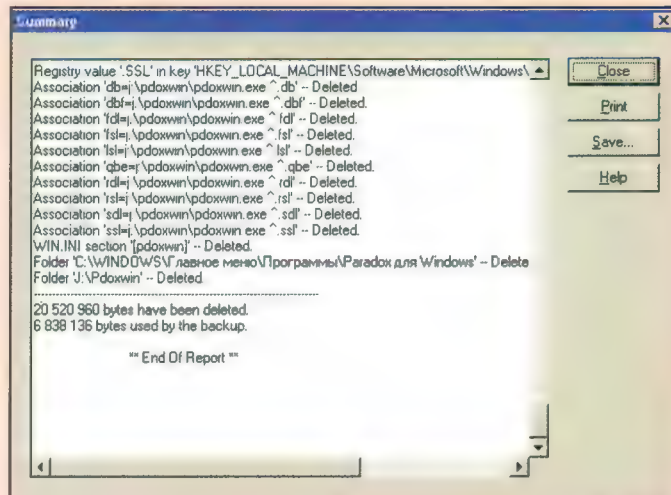 Summary
Registry value '.SSL' in key 'HKEY_LOCAL_MACHINE\Software\Microsoft\Windows\
Association 'db=j:\pdoxwin\pdoxwin.exe ^.db' -- Deleted
Association 'dbf=j:\pdoxwin\pdoxwin.exe ^.dbf' -- Deleted.
Association 'fdl=j:\pdoxwin\pdoxwin.exe ^.fdl' -- Deleted.
Association 'fsl=j:\pdoxwin\pdoxwin.exe ^.fsl' -- Deleted.
Association 'lsl=j:\pdoxwin\pdoxwin.exe ^.lsl' -- Deleted.
Association 'qbe=j:\pdoxwin\pdoxwin.exe ^.qbe' -- Deleted.
Association 'rdl=j:\pdoxwin\pdoxwin.exe ^.rdl' -- Deleted.
Association 'rsl=j:\pdoxwin\pdoxwin.exe ^.rsl' -- Deleted.
Association 'sdl=j:\pdoxwin\pdoxwin.exe ^.sdl' -- Deleted.
Association 'ssl=j:\pdoxwin\pdoxwin.exe ^.ssl' -- Deleted.
WIN.INI section '[pdoxwin]' -- Deleted.
Folder 'C:\WINDOWS\Главное меню\Программы\Paradox для Windows' -- Delete
Folder 'J:\Pdoxwin' -- Deleted.
20 520 960 bytes have been deleted.
6 838 136 bytes used by the backup.
** End Of Report **
Close
Print
Save...
Help